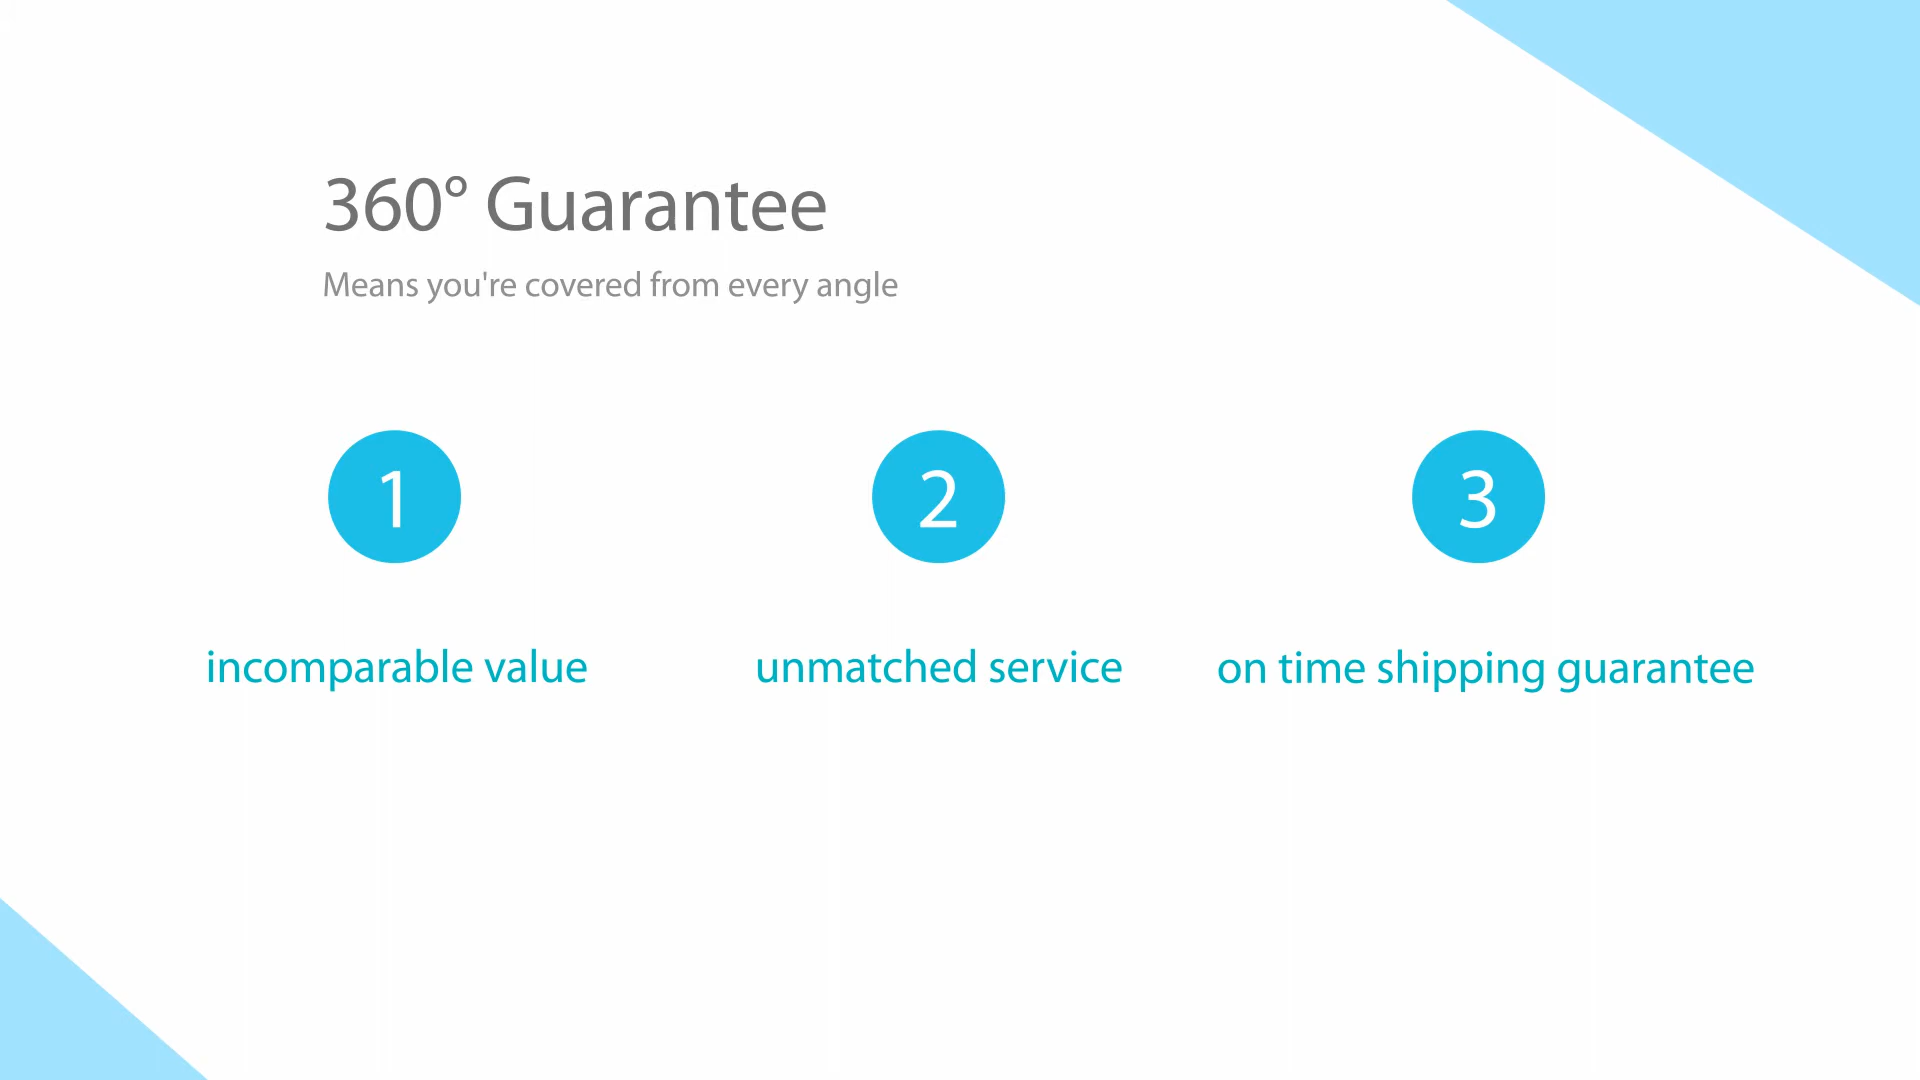 360° Guarantee
Means you're covered from every angle
1
2
3
incomparable value
unmatched service
on time shipping guarantee